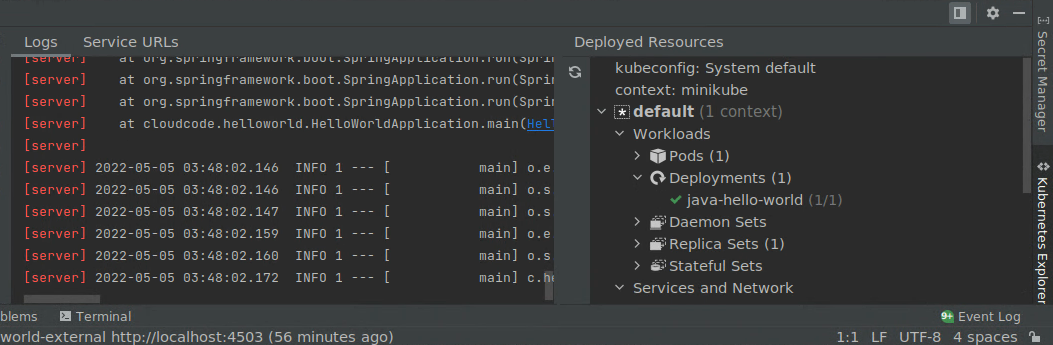 Logs Service URLs
[server] at org.springframework.boot.SpringApplication.run(Spri
[server] at org.springframework.boot.SpringApplication.run(Spri
[server] at org.springframework.boot.SpringApplication.run(Sprin
[server] at cloudcode.helloworld.HelloWorldApplication.main(Hell
[server]
[server] 2022-05-05 03:48:02.146 INFO 1 --- [ main] o.e
[server] 2022-05-05 03:48:02.146 INFO 1 --- [ main] o.s
[server] 2022-05-05 03:48:02.147 INFO 1 --- [ main] o.s
[server] 2022-05-05 03:48:02.159 INFO 1 --- [ main] o.e
[server] 2022-05-05 03:48:02.160 INFO 1 --- [ main] o.s
[server] 2022-05-05 03:48:02.172 INFO 1 --- [ main] c.he
Deployed Resources
kubeconfig: System default
context: minikube
default (1 context)
Workloads
Pods (1)
Deployments (1)
java-hello-world (1/1)
Daemon Sets
Replica Sets (1)
Stateful Sets
Services and Network
Secret Manager
Kubernetes Explorer
blems Terminal
9+ Event Log
world-external http://localhost:4503 (56 minutes ago)
1:1 LF UTF-8 4 spaces